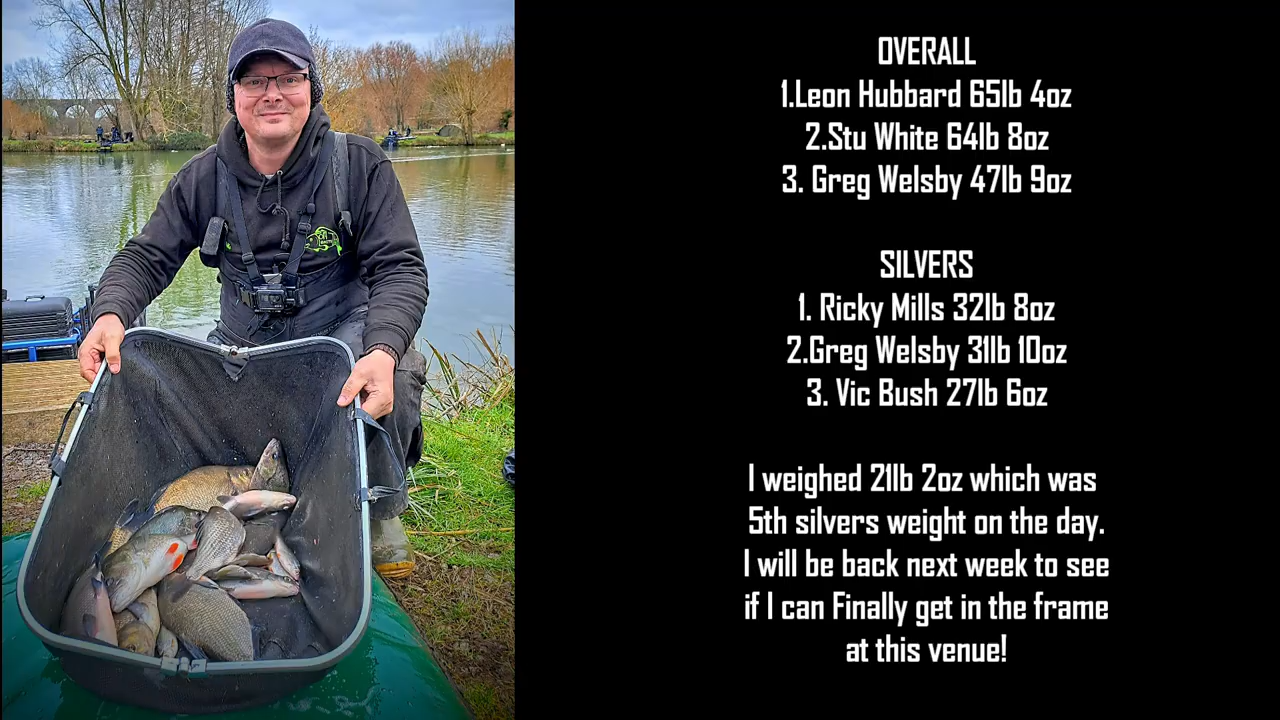 OVERALL
1.Leon Hubbard 65lb 4oz
2.Stu White 64lb 8oz
3. Greg Welsby 47lb 9oz
SILVERS
1. Ricky Mills 32lb 8oz
2.Greg Welsby 31lb 10oz
3. Vic Bush 27lb 6oz
I weighed 21lb 2oz which was
5th silvers weight on the day.
I will be back next week to see
if I can Finally get in the frame
at this venue!